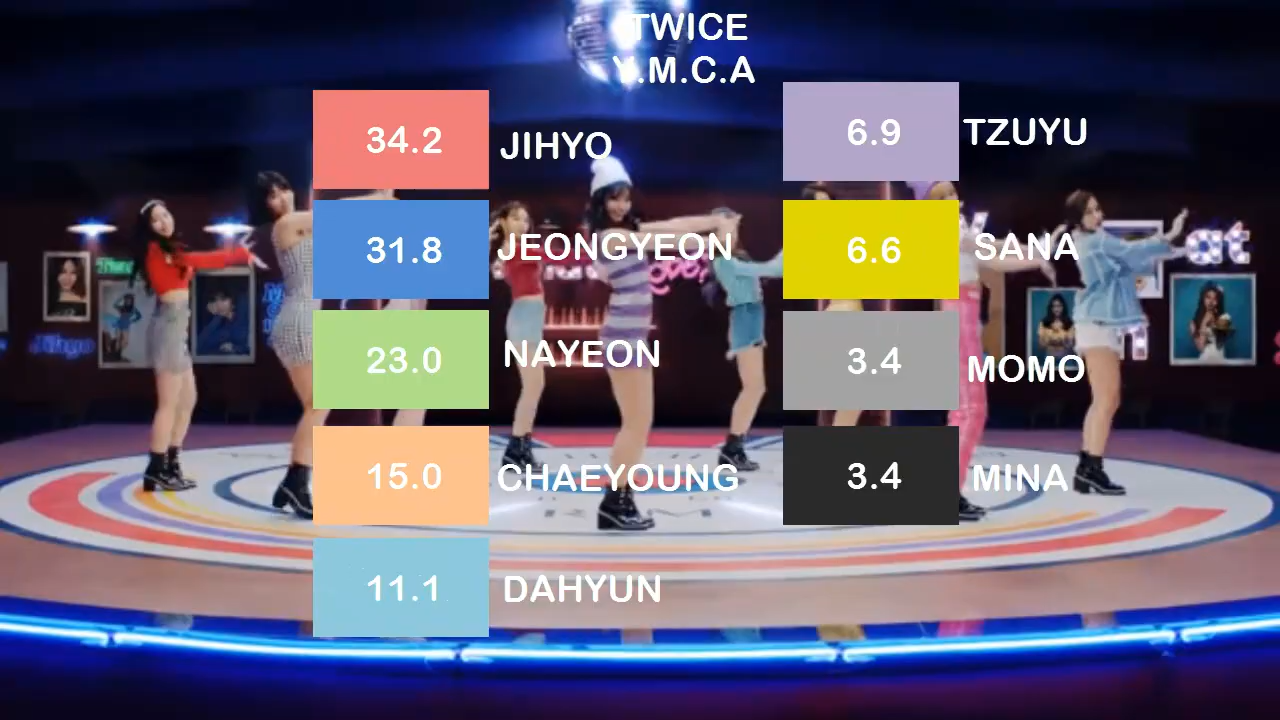 TWICE
Y.M.C.A
34.2 JIHYO
31.8 JEONGYEON
23.0 NAYEON
15.0 CHAEYOUNG
11.1 DAHYUN
6.9 TZUYU
6.6 SANA
3.4 MOMO
3.4 MINA
at